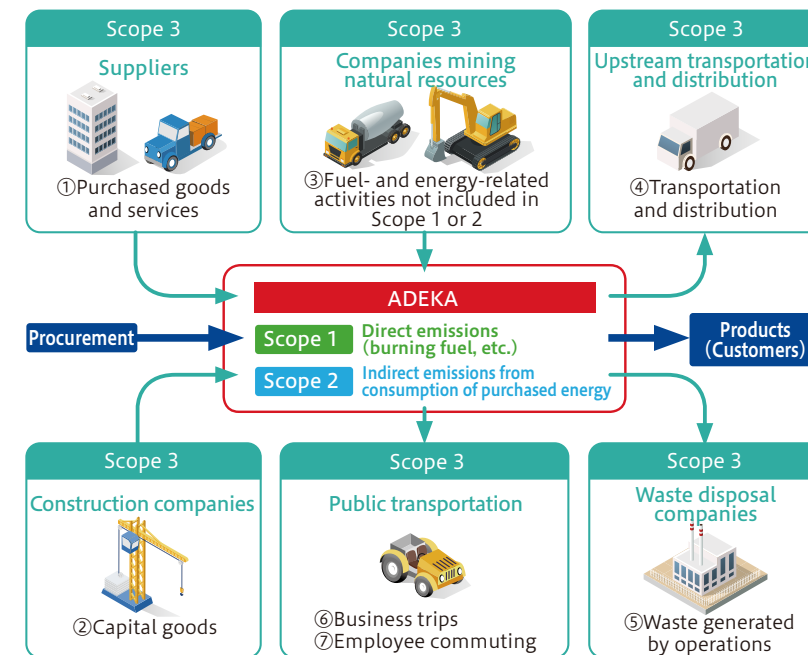 Scope 3
Suppliers
①Purchased goods
and services
Scope 3
Companies mining
natural resources
③Fuel- and energy-related
activities not included in
Scope 1 or 2
Scope 3
Upstream transportation
and distribution
④Transportation
and distribution
Procurement
ADEKA
Scope 1
Direct emissions
(burning fuel, etc.)
Scope 2
Indirect emissions from
consumption of purchased energy
Products
(Customers)
Scope 3
Construction companies
②Capital goods
Scope 3
Public transportation
⑥Business trips
⑦Employee commuting
Scope 3
Waste disposal
companies
⑤Waste generated
by operations